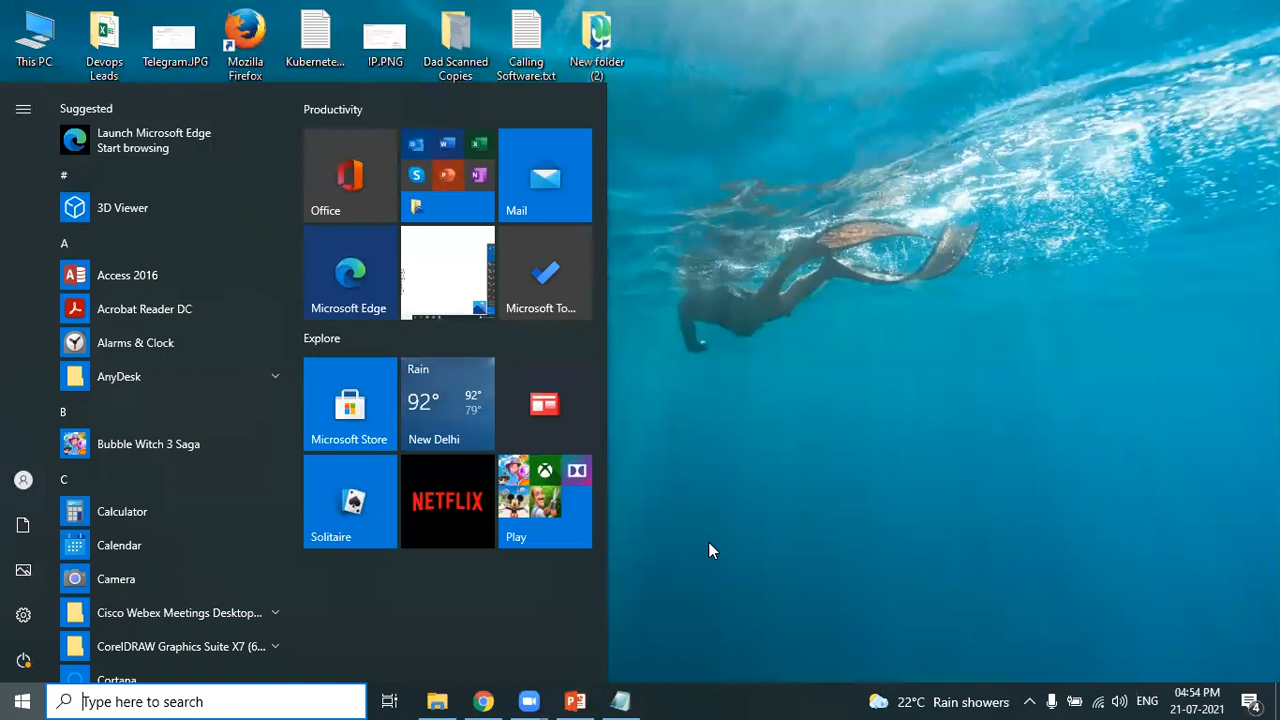 This PC
Devops Leads
Telegram.JPG
Mozilla Firefox
Kubernete...
IP.PNG
Dad Scanned Copies
Calling Software.txt
New folder (2)
Suggested
Launch Microsoft Edge
Start browsing
#
3D Viewer
A
Access 2016
Acrobat Reader DC
Alarms & Clock
AnyDesk
B
Bubble Witch 3 Saga
C
Calculator
Calendar
Camera
Cisco Webex Meetings Desktop...
CorelDRAW Graphics Suite X7 (6...
Cortana
Productivity
Office
Mail
Microsoft Edge
Microsoft To...
Explore
Microsoft Store
Rain
92°
92°
79°
New Delhi
Solitaire
NETFLIX
Play
Type here to search
22°C Rain showers
ENG
04:54 PM
21-07-2021
4